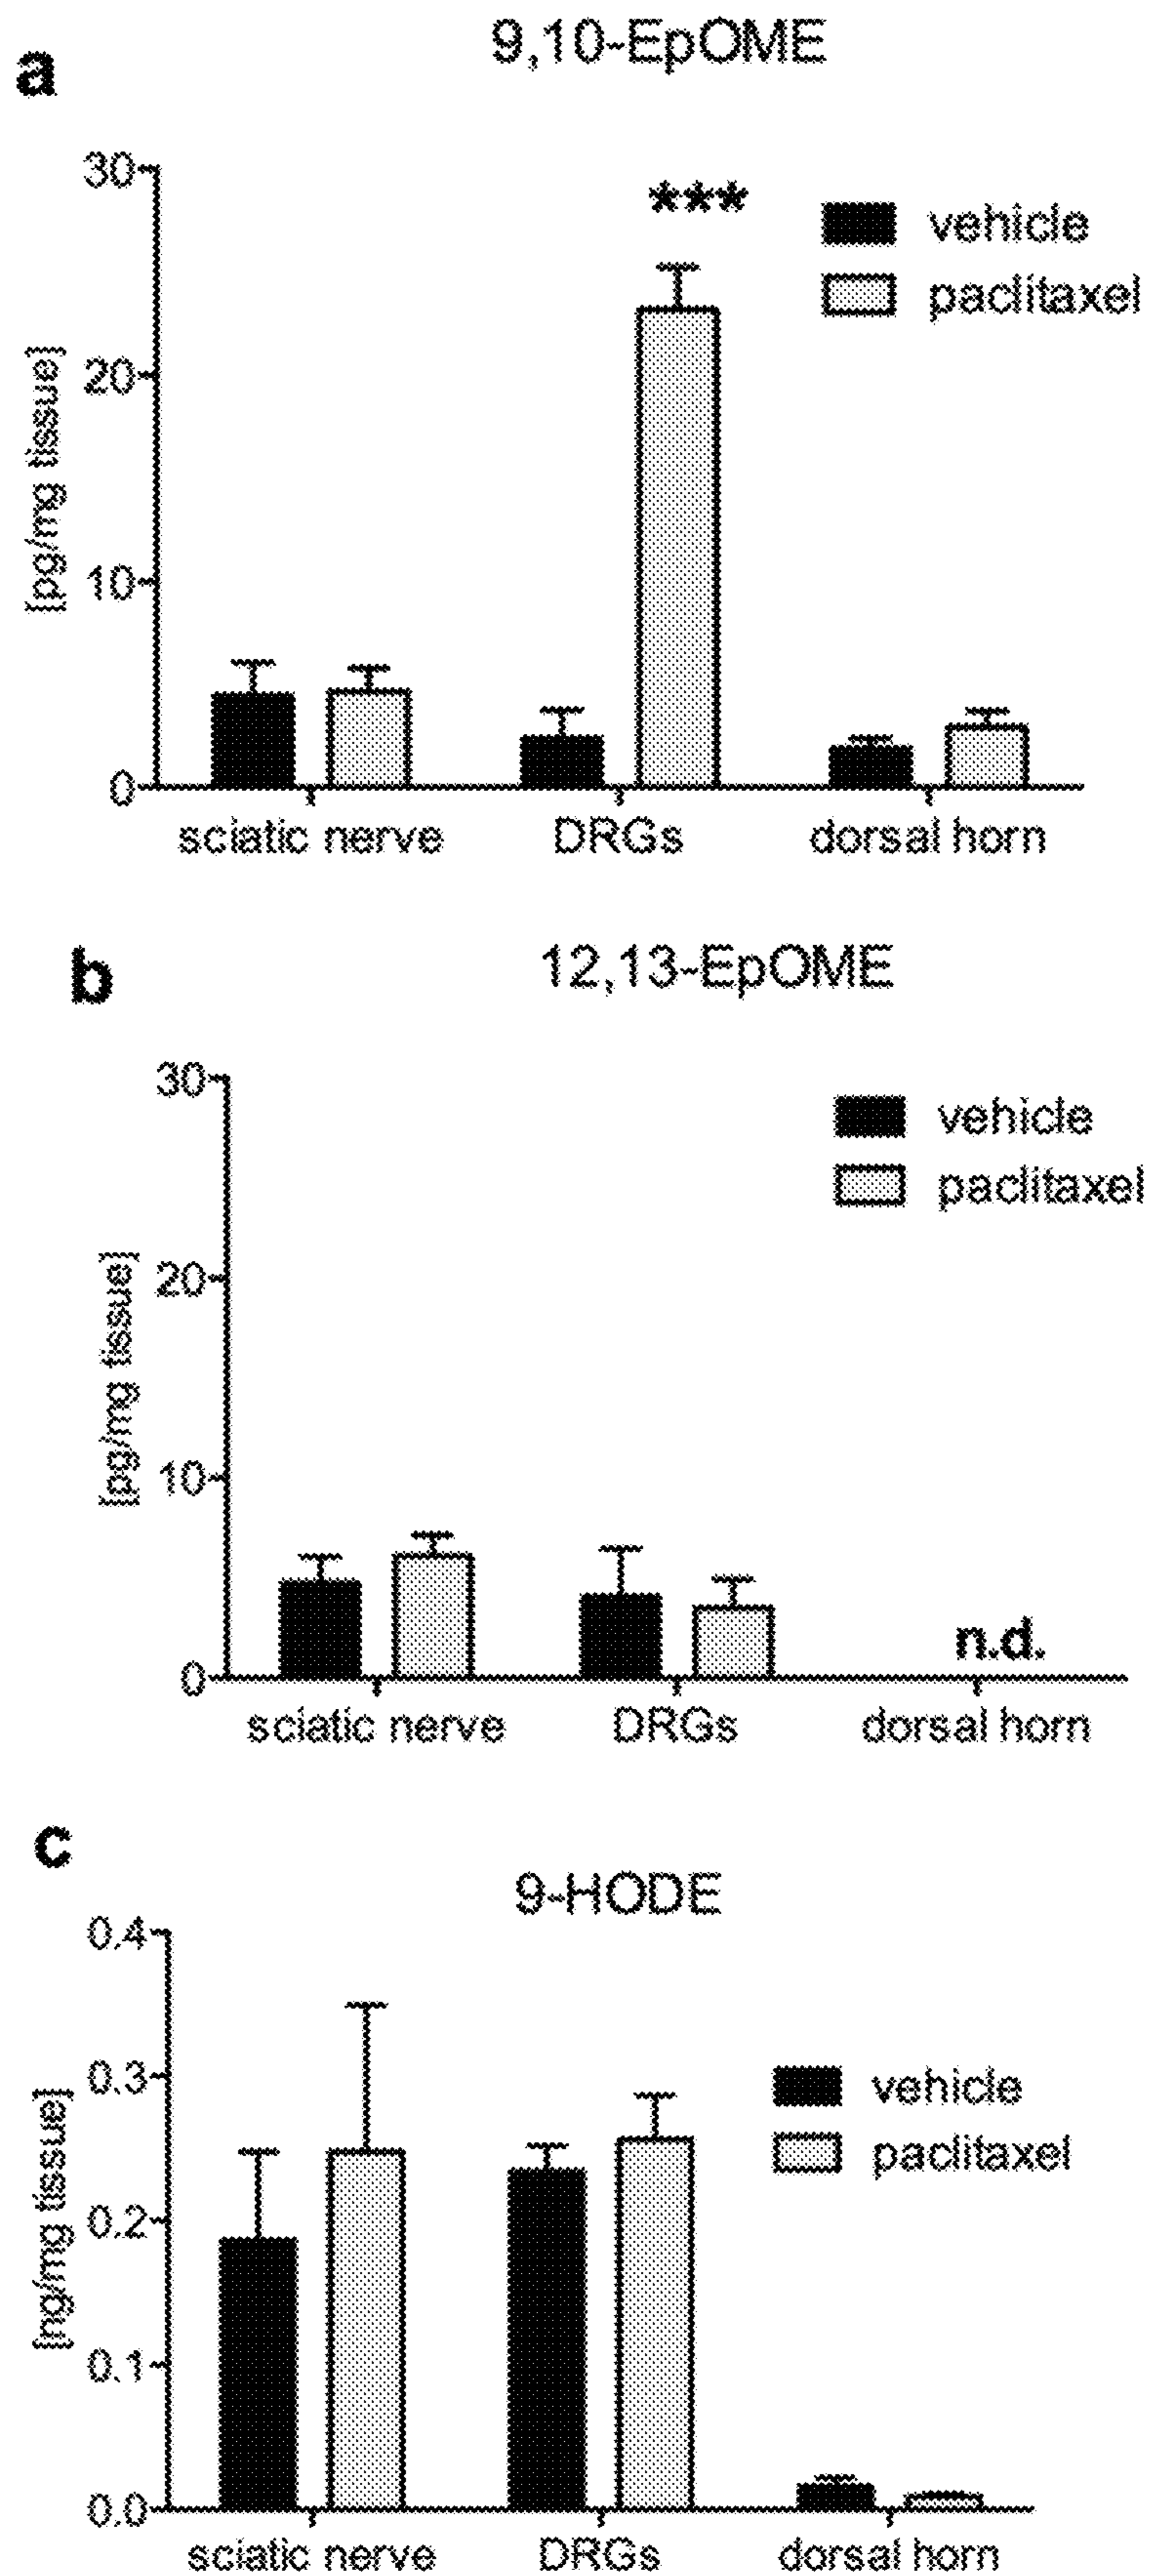 a
9,10-EpOME
30
***
vehicle
paclitaxel
20
[pg/mg tissue]
10
0
sciatic nerve
DRGs
dorsal horn
b
12,13-EpOME
30
vehicle
paclitaxel
20
[pg/mg tissue]
10
n.d.
0
sciatic nerve
DRGs
dorsal horn
c
9-HODE
0.4
0.3
vehicle
paclitaxel
[ng/mg tissue]
0.2
0.1
0.0
sciatic nerve
DRGs
dorsal horn